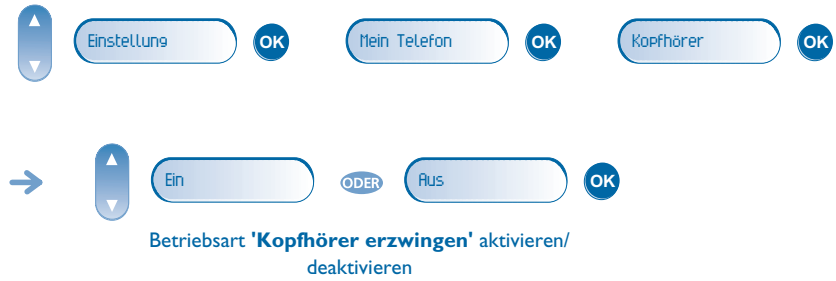 Einstellung OK Mein Telefon OK Kopfhörer OK
Ein ODER Aus OK
Betriebsart 'Kopfhörer erzwingen' aktivieren/
deaktivieren